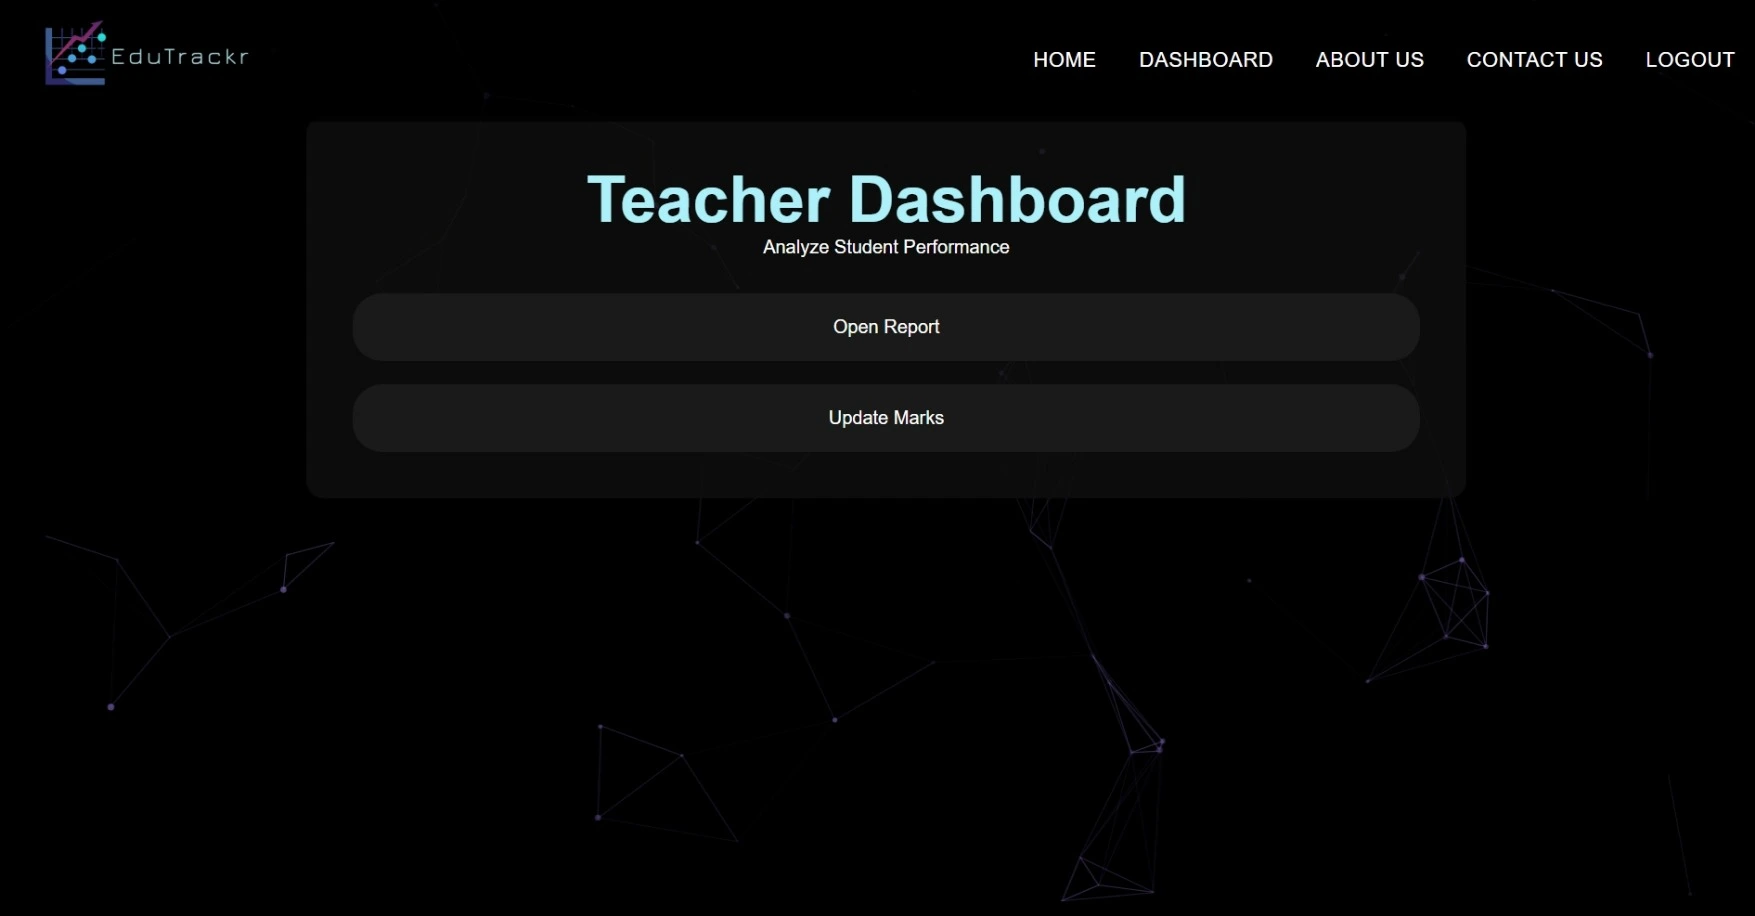 EduTrackr
HOME DASHBOARD ABOUT US CONTACT US LOGOUT
Teacher Dashboard
Analyze Student Performance
Open Report
Update Marks